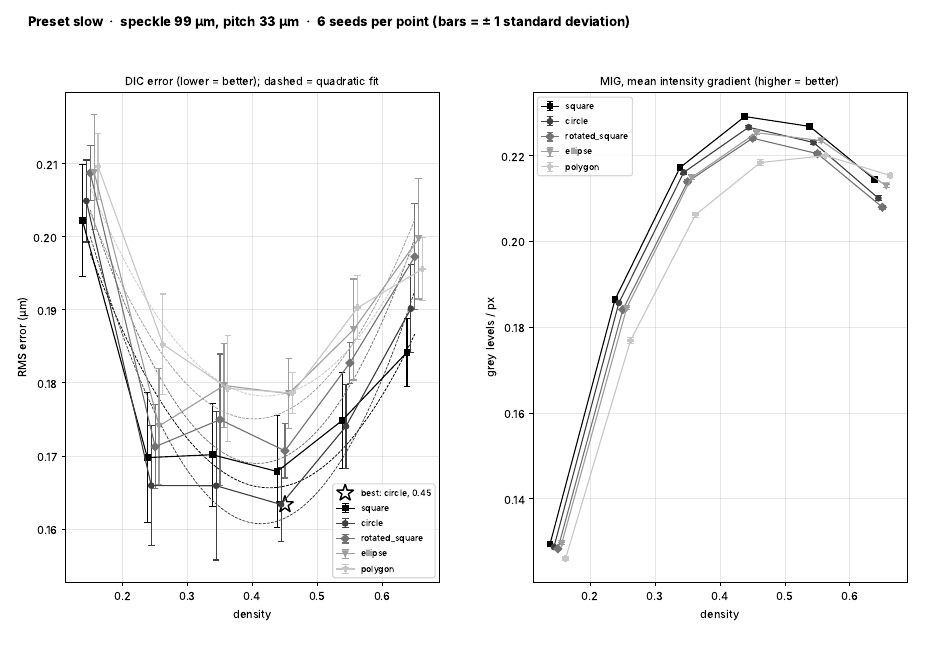 Preset slow · speckle 99 µm, pitch 33 µm · 6 seeds per point (bars = ± 1 standard deviation)
DIC error (lower = better); dashed = quadratic fit
RMS error (µm)
0.21
0.20
0.19
0.18
0.17
0.16
0.2 0.3 0.4 0.5 0.6
density
best: circle, 0.45
square
circle
rotated_square
ellipse
polygon
MIG, mean intensity gradient (higher = better)
grey levels / px
0.22
0.20
0.18
0.16
0.14
0.2 0.3 0.4 0.5 0.6
density
square
circle
rotated_square
ellipse
polygon